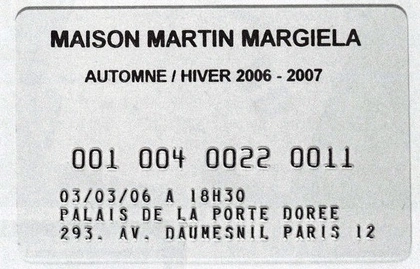 MAISON MARTIN MARGIELA
AUTOMNE / HIVER 2006 - 2007
001 004 0022 0011
03/03/06 A 18H30
PALAIS DE LA PORTE DOREE
293. AV. DAUMESNIL PARIS 12